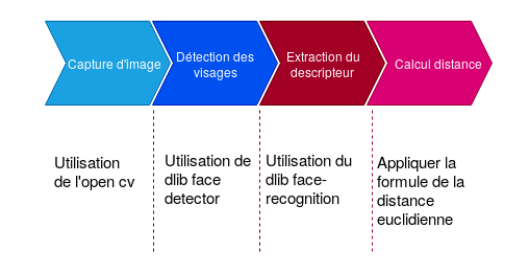 Capture d'image
Détection des
visages
Extraction du
descripteur
Calcul distance
Utilisation
de l'open cv
Utilisation de
dlib face
detector
Utilisation du
dlib face-
recognition
Appliquer la
formule de la
distance
euclidienne